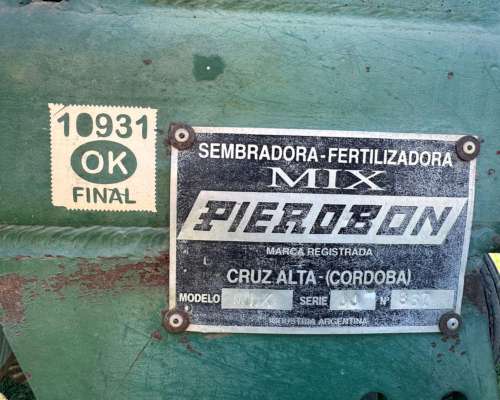 10931
OK
FINAL
SEMBRADORA-FERTILIZADORA
MIX
PIEROBON
MARCA REGISTRADA
CRUZ ALTA-(CORDOBA)
MODELO SERIE Nº
INDUSTRIA ARGENTINA